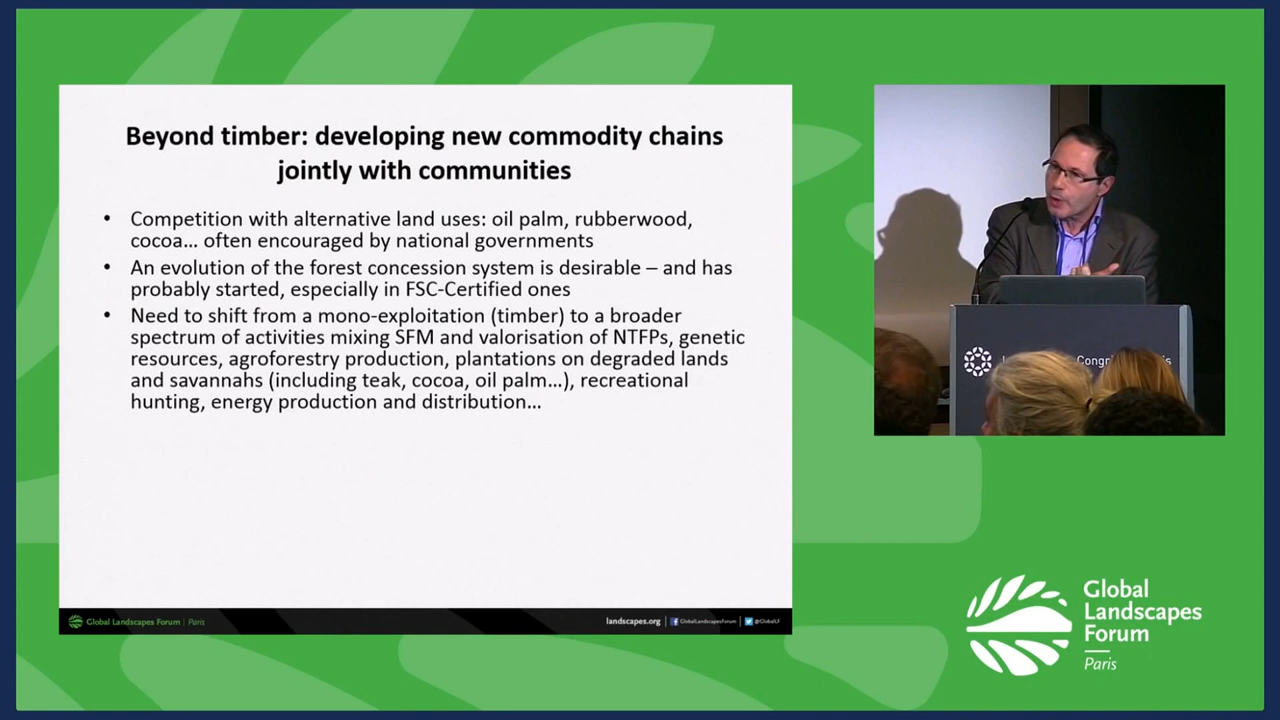 Beyond timber: developing new commodity chains
jointly with communities
• Competition with alternative land uses: oil palm, rubberwood,
cocoa... often encouraged by national governments
• An evolution of the forest concession system is desirable – and has
probably started, especially in FSC-Certified ones
• Need to shift from a mono-exploitation (timber) to a broader
spectrum of activities mixing SFM and valorisation of NTFPs, genetic
resources, agroforestry production, plantations on degraded lands
and savannahs (including teak, cocoa, oil palm...), recreational
hunting, energy production and distribution...
Global Landscapes Forum | Paris
landscapes.org | GlobalLandscapesForum | @GlobalLF
Global
Landscapes
Forum
Paris